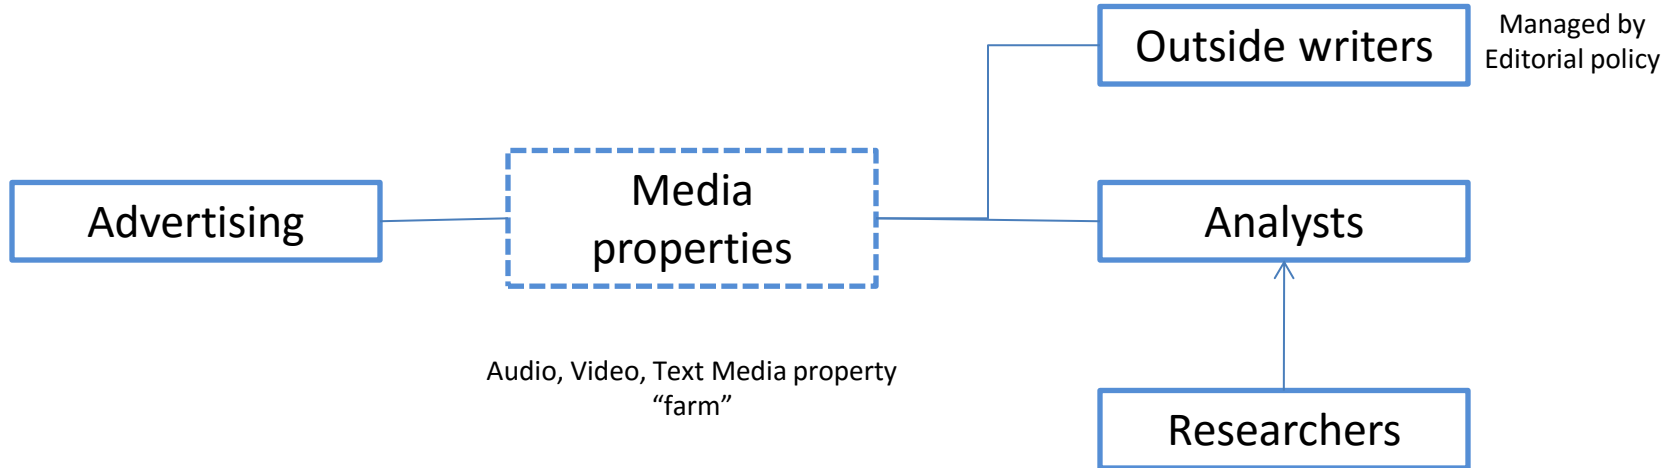 Outside writers
Managed by
Editorial policy
Advertising
Media
properties
Analysts
Audio, Video, Text Media property
“farm”
Researchers